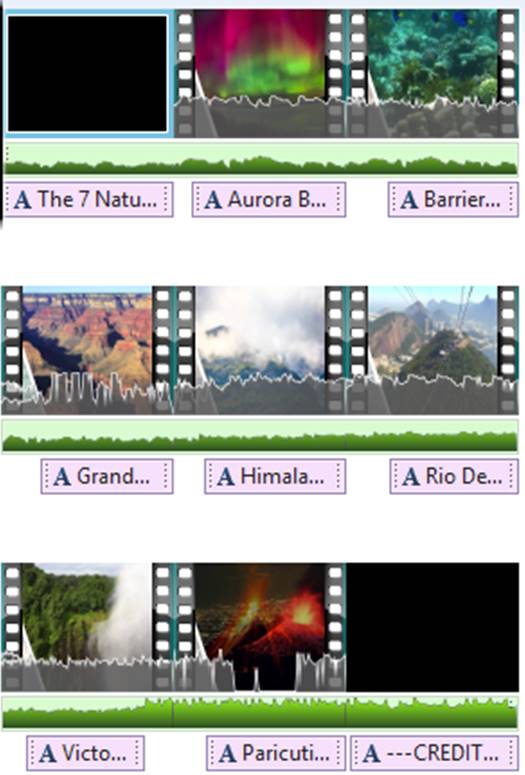 A The 7 Natu...
A Aurora B...
A Barrier...
A Grand...
A Himala...
A Rio De...
A Victo...
A Paricuti...
A ---CREDIT...